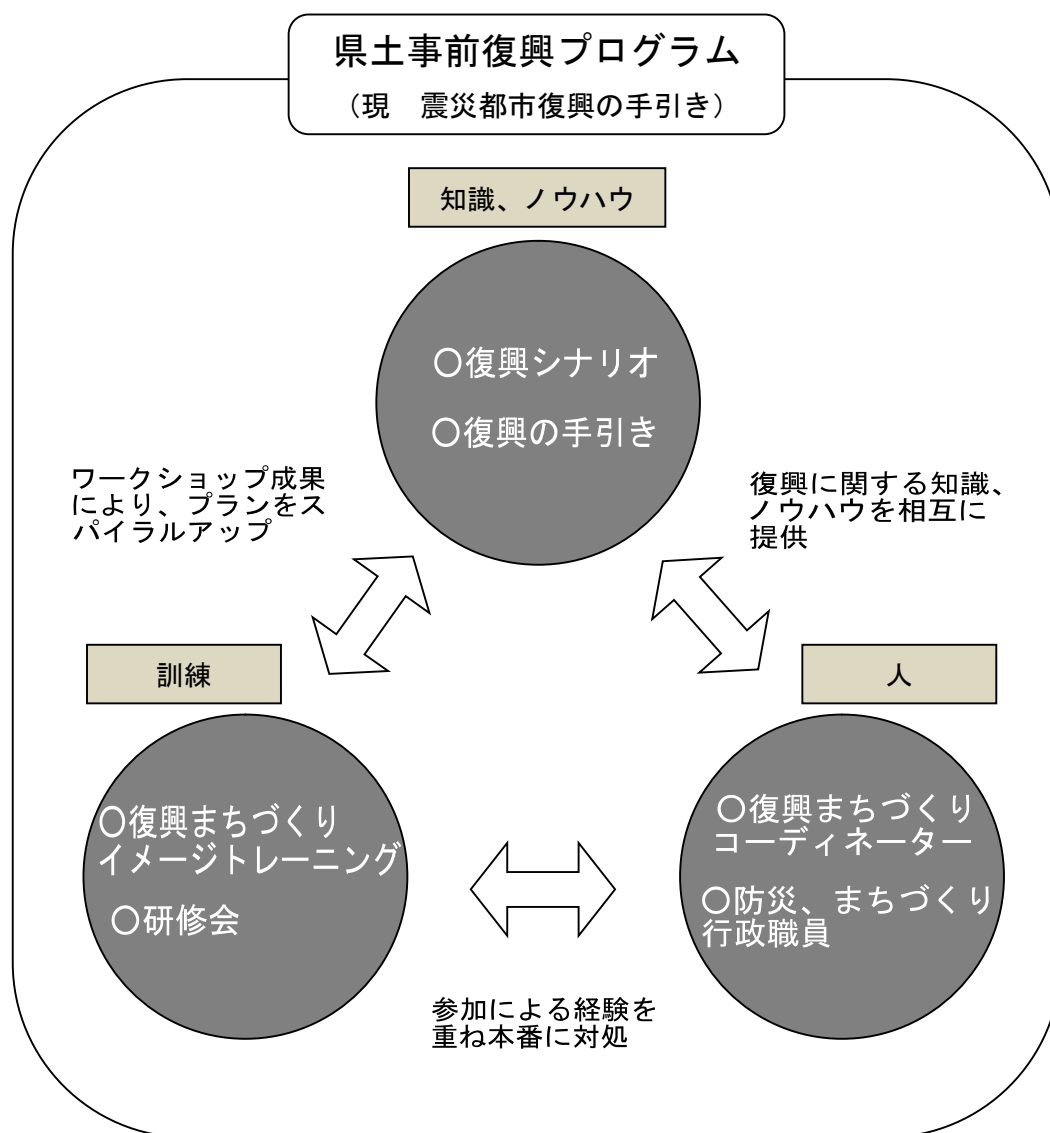 県土事前復興プログラム
（現　震災都市復興の手引き）
知識、ノウハウ
○復興シナリオ
○復興の手引き
ワークショップ成果
により、プランをス
パイラルアップ
復興に関する知識、
ノウハウを相互に
提供
訓練
人
○復興まちづくり
イメージトレーニング
○研修会
○復興まちづくり
コーディネーター
○防災、まちづくり
行政職員
参加による経験を
重ね本番に対処